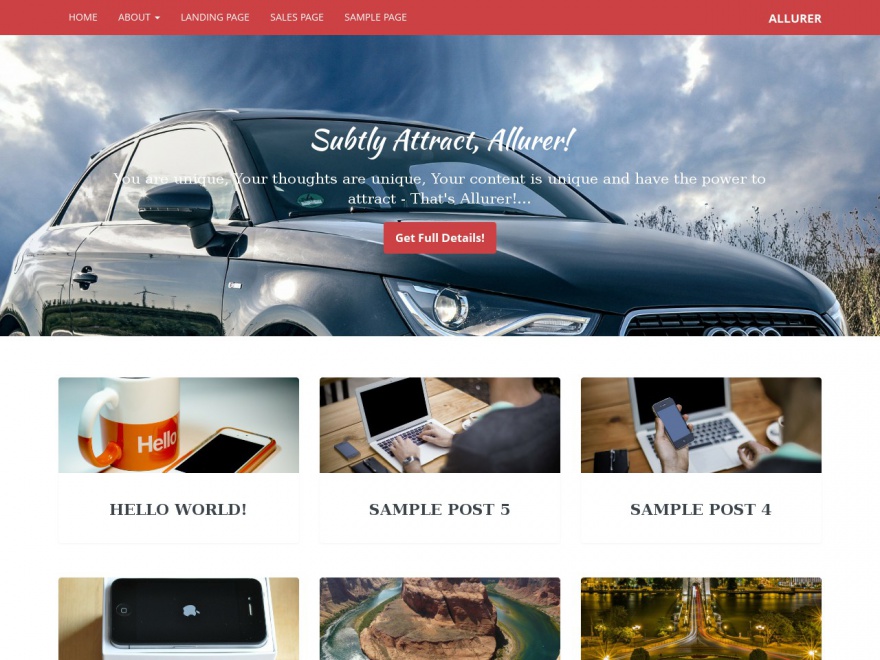 HOME ABOUT LANDING PAGE SALES PAGE SAMPLE PAGE ALLURER
Subtly Attract, Allurer!
You are unique, Your thoughts are unique, Your content is unique and have the power to
attract - That's Allurer!...
Get Full Details!
Hello
HELLO WORLD!
SAMPLE POST 5
SAMPLE POST 4